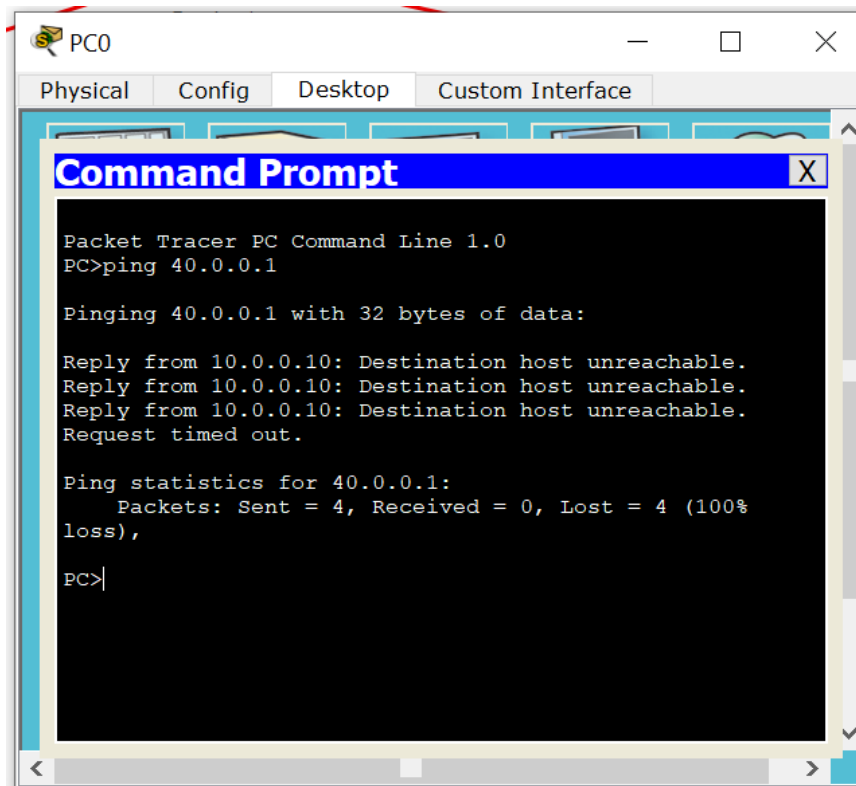 PC0
Physical Config Desktop Custom Interface
Command Prompt
X
Packet Tracer PC Command Line 1.0
PC>ping 40.0.0.1
Pinging 40.0.0.1 with 32 bytes of data:
Reply from 10.0.0.10: Destination host unreachable.
Reply from 10.0.0.10: Destination host unreachable.
Reply from 10.0.0.10: Destination host unreachable.
Request timed out.
Ping statistics for 40.0.0.1:
    Packets: Sent = 4, Received = 0, Lost = 4 (100%
loss),
PC>